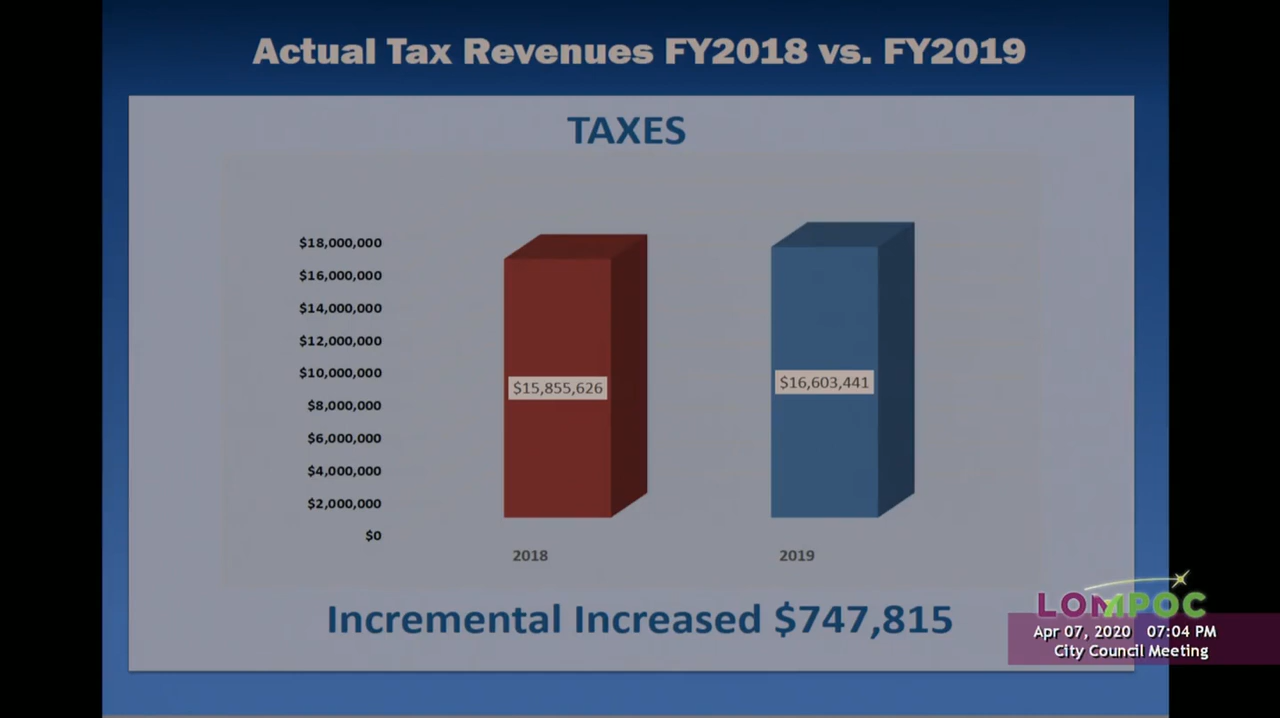 Actual Tax Revenues FY2018 vs. FY2019
TAXES
$18,000,000
$16,000,000
$14,000,000
$12,000,000
$10,000,000
$8,000,000
$6,000,000
$4,000,000
$2,000,000
$0
$15,855,626
$16,603,441
2018
2019
Incremental Increased $747,815
LOMPOC
Apr 07, 2020 07:04 PM
City Council Meeting